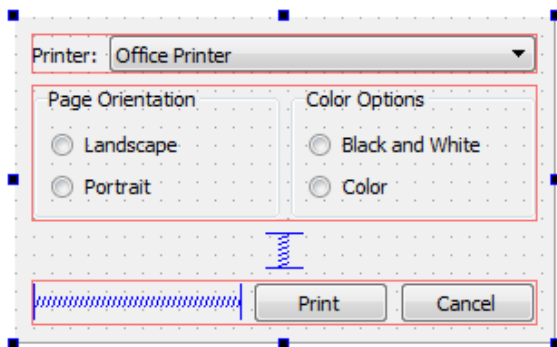 Printer: Office Printer
Page Orientation Color Options
Landscape Black and White
Portrait Color
Print Cancel